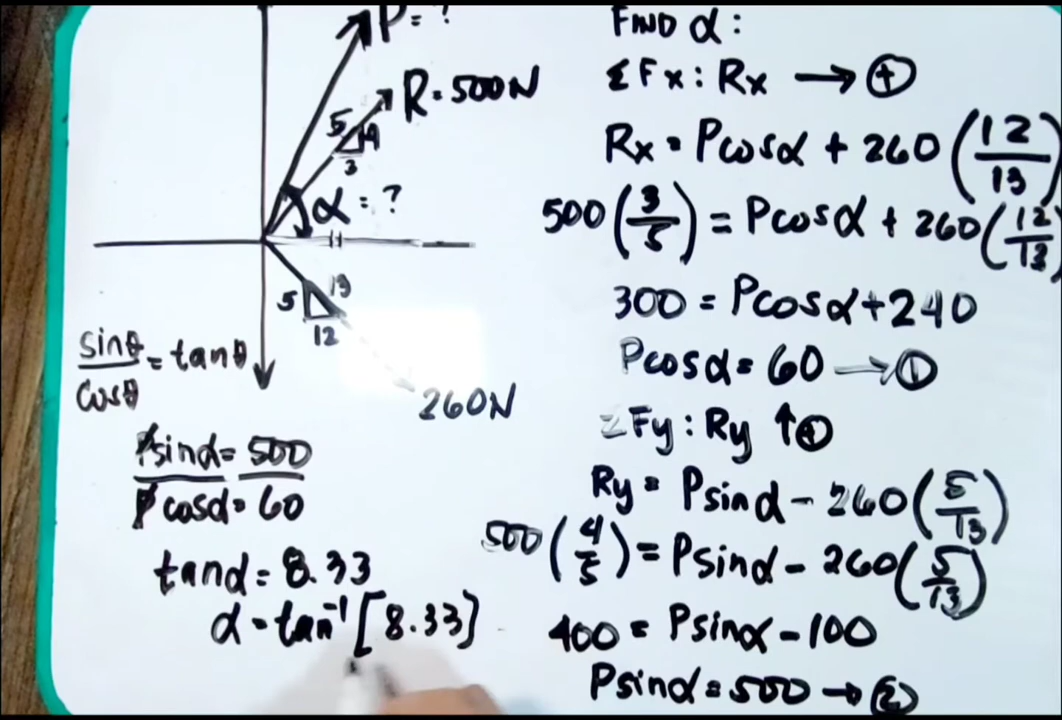 P = ?
R = 500N
5
4
3
α = ?
5
13
12
260N
sinθ / cosθ = tanθ
Psinα = 500
Pcosα = 60
tanα = 8.33
α = tan⁻¹ [8.33]
FIND α:
ΣFx : Rx → (+)
Rx = Pcosα + 260 (12/13)
500 (3/5) = Pcosα + 260 (12/13)
300 = Pcosα + 240
Pcosα = 60 → ①
ΣFy : Ry ↑ (+)
Ry = Psinα - 260 (5/13)
500 (4/5) = Psinα - 260 (5/13)
400 = Psinα - 100
Psinα = 500 → ②